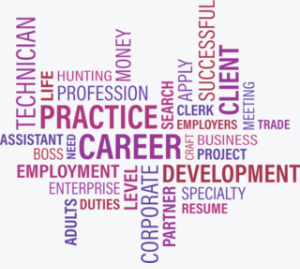 TECHNICIAN
LIFE
HUNTING
MONEY
SUCCESSFUL
PROFESSION
APPLY
CLIENT
PRACTICE
SEARCH
CLERK
MEETING
EMPLOYERS
TRADE
ASSISTANT
BOSS
NEED
CAREER
CRAFT
BUSINESS
PROJECT
EMPLOYMENT
ENTERPRISE
LEVEL
CORPORATE
DEVELOPMENT
ADULTS
DUTIES
PARTNER
SPECIALTY
RESUME